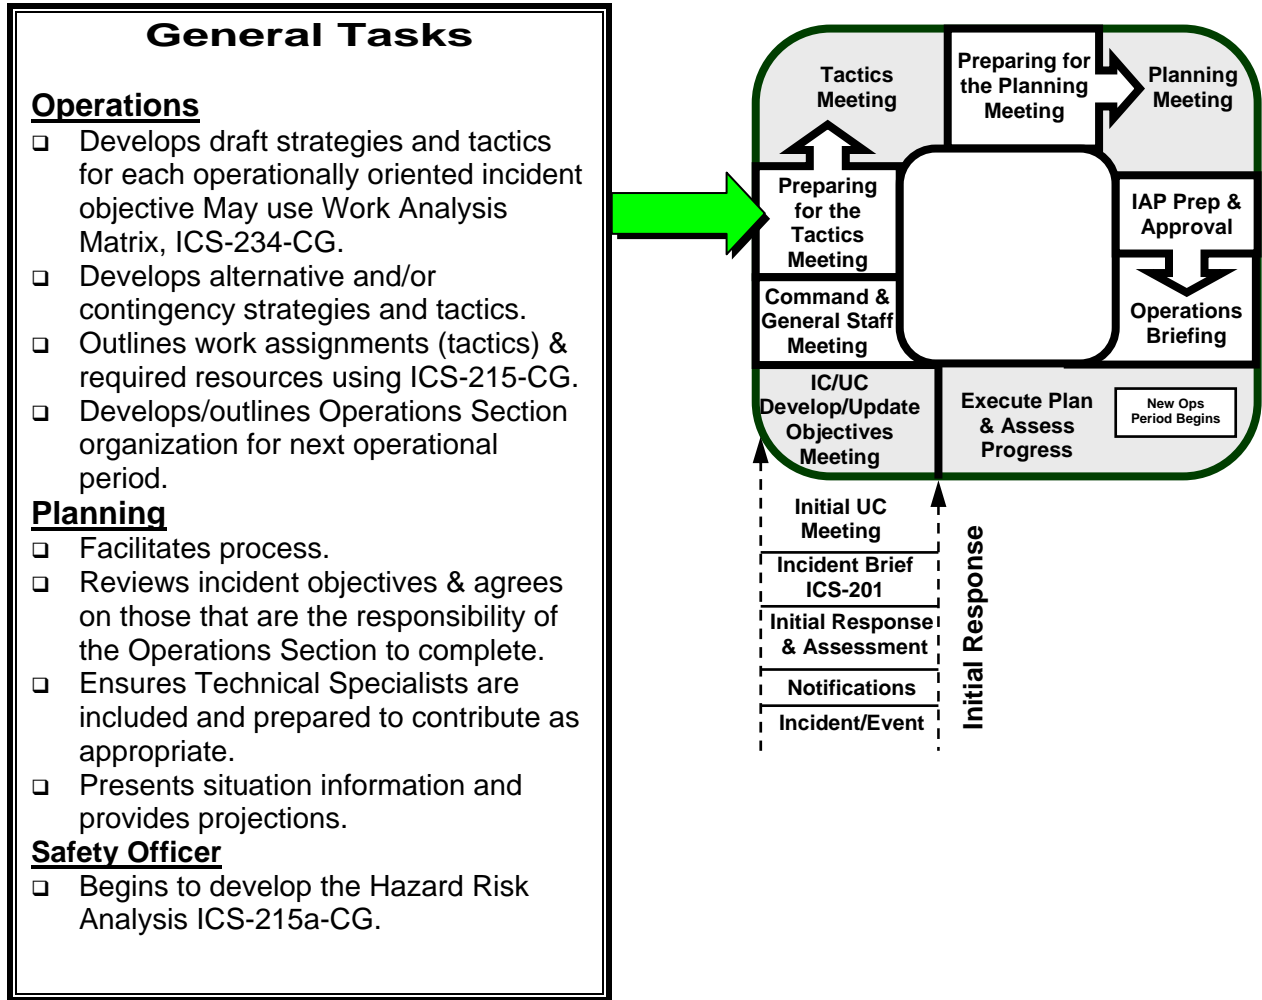 General Tasks
Operations
❑ Develops draft strategies and tactics
for each operationally oriented incident
objective May use Work Analysis
Matrix, ICS-234-CG.
❑ Develops alternative and/or
contingency strategies and tactics.
❑ Outlines work assignments (tactics) &
required resources using ICS-215-CG.
❑ Develops/outlines Operations Section
organization for next operational
period.
Planning
❑ Facilitates process.
❑ Reviews incident objectives & agrees
on those that are the responsibility of
the Operations Section to complete.
❑ Ensures Technical Specialists are
included and prepared to contribute as
appropriate.
❑ Presents situation information and
provides projections.
Safety Officer
❑ Begins to develop the Hazard Risk
Analysis ICS-215a-CG.
Tactics
Meeting
Preparing for
the Planning
Meeting
Planning
Meeting
Preparing
for the
Tactics
Meeting
IAP Prep &
Approval
Command &
General Staff
Meeting
Operations
Briefing
IC/UC
Develop/Update
Objectives
Meeting
Execute Plan
& Assess
Progress
New Ops
Period Begins
Initial UC
Meeting
Incident Brief
ICS-201
Initial Response
& Assessment
Notifications
Incident/Event
Initial Response